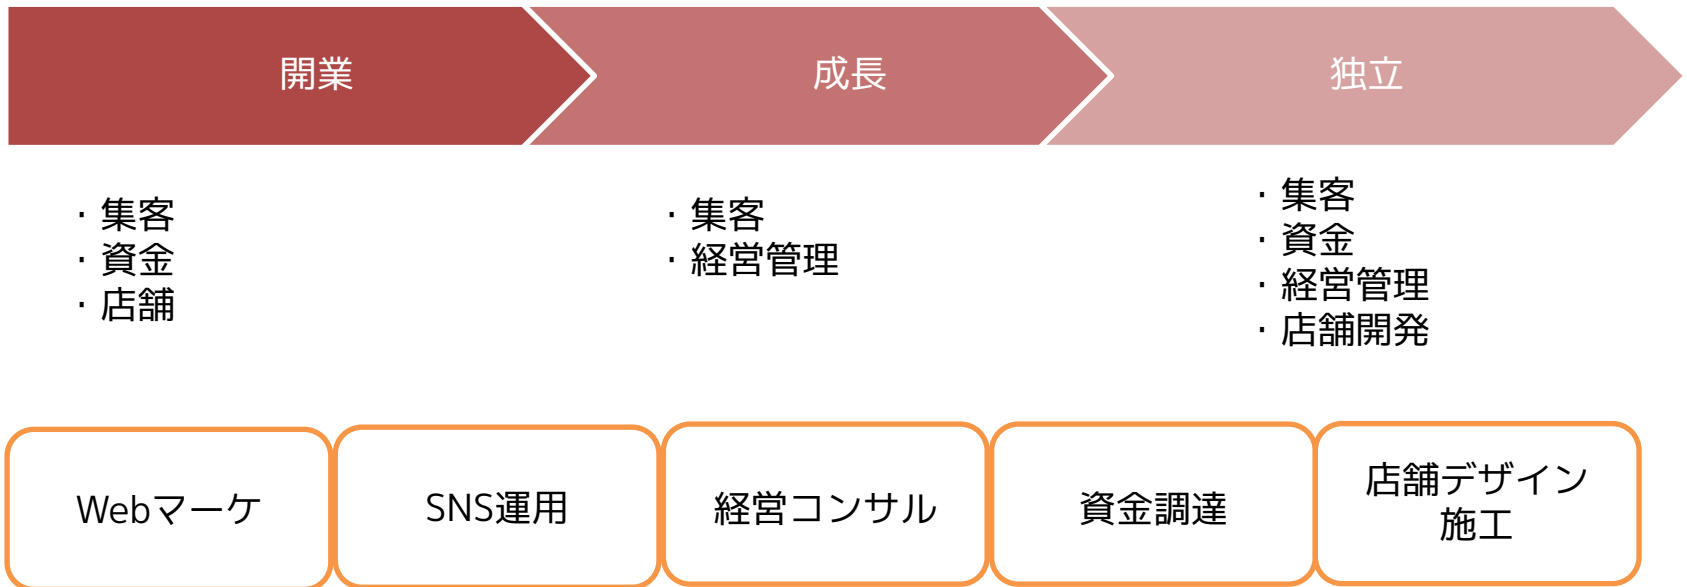 開業
成長
独立
・集客
・資金
・店舗
・集客
・経営管理
・集客
・資金
・経営管理
・店舗開発
Webマーケ
SNS運用
経営コンサル
資金調達
店舗デザイン
施工